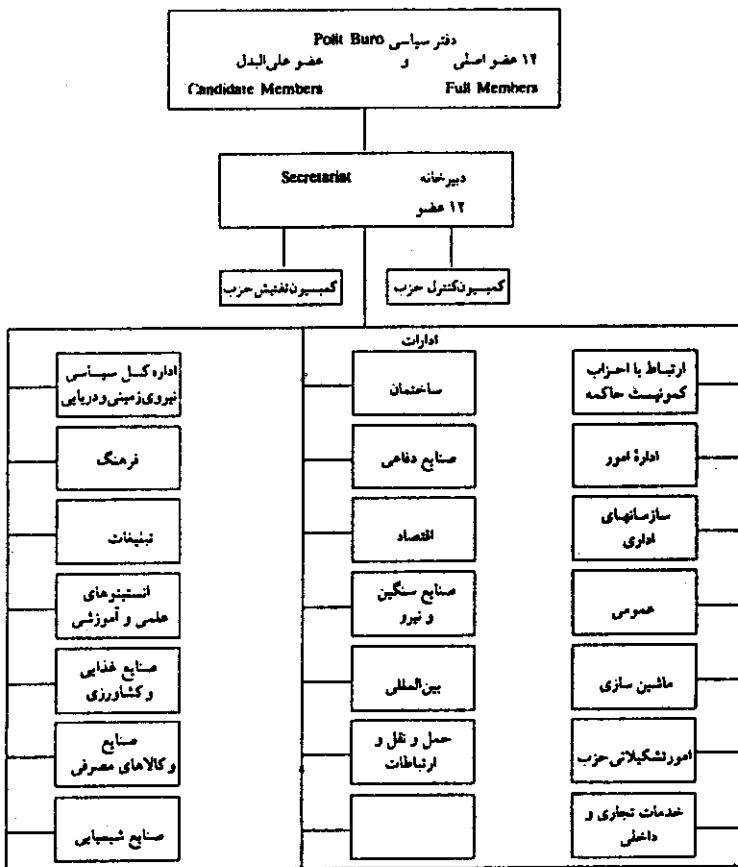 دفتر سیاسی Polit Buro
۱۴ عضو اصلی و عضو علی‌البدل
Full Members Candidate Members
دبیرخانه Secretariat
۱۲ عضو
کمیسیون کنترل حزب
کمیسیون تفتیش حزب
ادارات
ارتباط با احزاب
کمونیست حاکمه
ادارۀ امور
سازمانهای
اداری
عمومی
ماشین سازی
امور تشکیلاتی حزب
خدمات تجاری و
داخلی
ساختمان
صنایع دفاعی
اقتصاد
صنایع سنگین
و نیرو
بین‌المللی
حمل و نقل و
ارتباطات
اداره کل سیاسی
نیروی زمینی و دریایی
فرهنگ
تبلیغات
انستیتوهای
علمی و آموزشی
صنایع غذایی
و کشاورزی
صنایع
و کالاهای مصرفی
صنایع شیمیایی